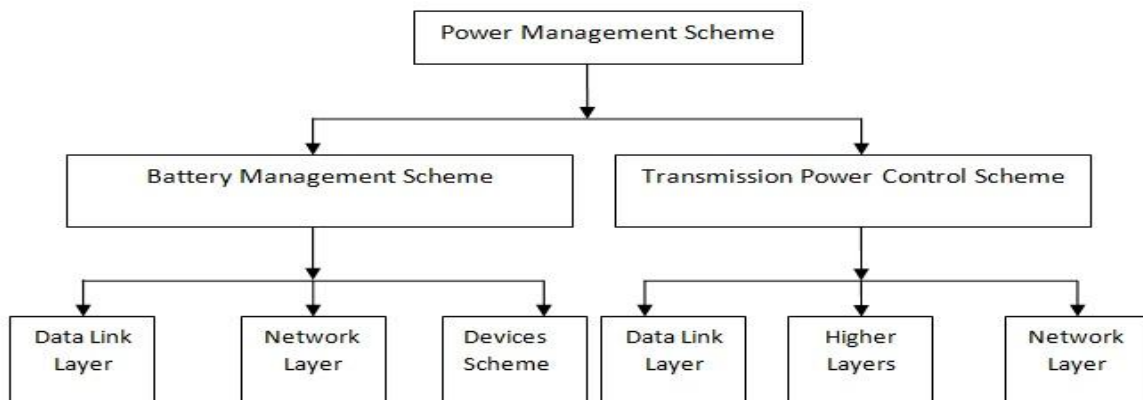 Power Management Scheme
Battery Management Scheme
Transmission Power Control Scheme
Data Link
Layer
Network
Layer
Devices
Scheme
Data Link
Layer
Higher
Layers
Network
Layer